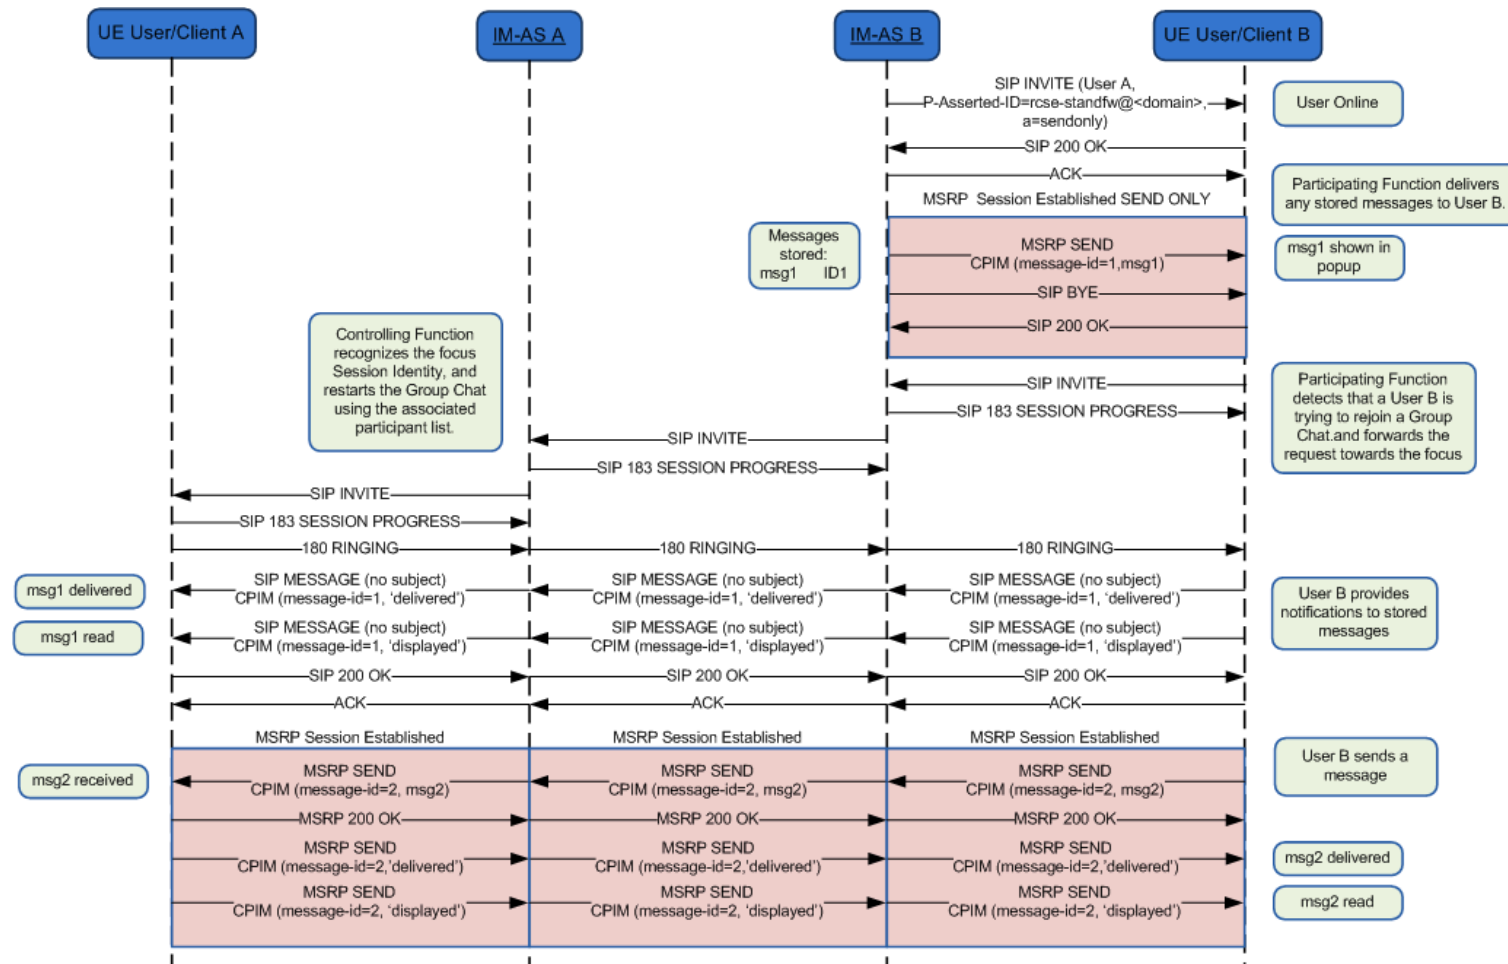 UE User/Client A
IM-AS A
IM-AS B
UE User/Client B
SIP INVITE (User A,
P-Asserted-ID=rcse-standfw@<domain>,
a=sendonly)
User Online
SIP 200 OK
ACK
MSRP Session Established SEND ONLY
Participating Function delivers
any stored messages to User B.
Messages
stored:
msg1 ID1
MSRP SEND
CPIM (message-id=1,msg1)
msg1 shown in
popup
SIP BYE
SIP 200 OK
Controlling Function
recognizes the focus
Session Identity, and
restarts the Group Chat
using the associated
participant list.
SIP INVITE
SIP 183 SESSION PROGRESS
Participating Function
detects that a User B is
trying to rejoin a Group
Chat.and forwards the
request towards the focus
SIP INVITE
SIP 183 SESSION PROGRESS
SIP INVITE
SIP 183 SESSION PROGRESS
180 RINGING
180 RINGING
180 RINGING
msg1 delivered
SIP MESSAGE (no subject)
CPIM (message-id=1, ‘delivered’)
SIP MESSAGE (no subject)
CPIM (message-id=1, ‘delivered’)
SIP MESSAGE (no subject)
CPIM (message-id=1, ‘delivered’)
User B provides
notifications to stored
messages
msg1 read
SIP MESSAGE (no subject)
CPIM (message-id=1, ‘displayed’)
SIP MESSAGE (no subject)
CPIM (message-id=1, ‘displayed’)
SIP MESSAGE (no subject)
CPIM (message-id=1, ‘displayed’)
SIP 200 OK
SIP 200 OK
SIP 200 OK
ACK
ACK
ACK
MSRP Session Established
MSRP Session Established
MSRP Session Established
User B sends a
message
msg2 received
MSRP SEND
CPIM (message-id=2, msg2)
MSRP SEND
CPIM (message-id=2, msg2)
MSRP SEND
CPIM (message-id=2, msg2)
MSRP 200 OK
MSRP 200 OK
MSRP 200 OK
MSRP SEND
CPIM (message-id=2,‘delivered’)
MSRP SEND
CPIM (message-id=2,‘delivered’)
MSRP SEND
CPIM (message-id=2,‘delivered’)
msg2 delivered
MSRP SEND
CPIM (message-id=2, ‘displayed’)
MSRP SEND
CPIM (message-id=2, ‘displayed’)
MSRP SEND
CPIM (message-id=2, ‘displayed’)
msg2 read